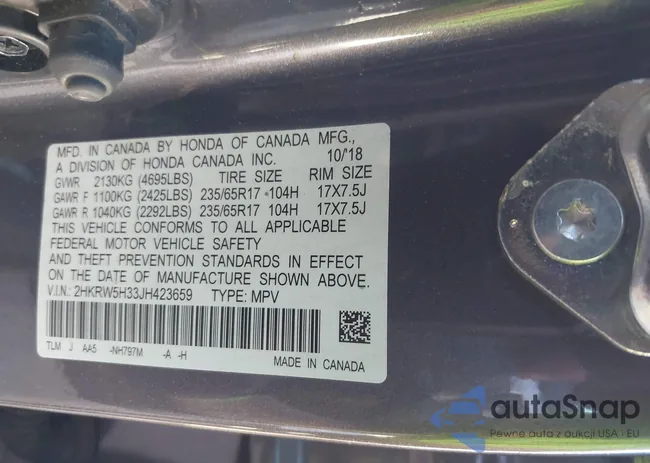 MFD. IN CANADA BY HONDA OF CANADA MFG.,
A DIVISION OF HONDA CANADA INC. 10/'18
GVWR 2130KG (4695LBS) TIRE SIZE RIM SIZE
GAWR F 1100KG (2425LBS) 235/65R17 104H 17X7.5J
GAWR R 1040KG (2292LBS) 235/65R17 104H 17X7.5J
THIS VEHICLE CONFORMS TO ALL APPLICABLE
FEDERAL MOTOR VEHICLE SAFETY
AND THEFT PREVENTION STANDARDS IN EFFECT
ON THE DATE OF MANUFACTURE SHOWN ABOVE.
V.I.N.: 2HKRW5H33JH423659 TYPE: MPV
TLM J AA5 -NH797M -A -H
MADE IN CANADA
autaSnap
Pewne auta z aukcji USA i EU